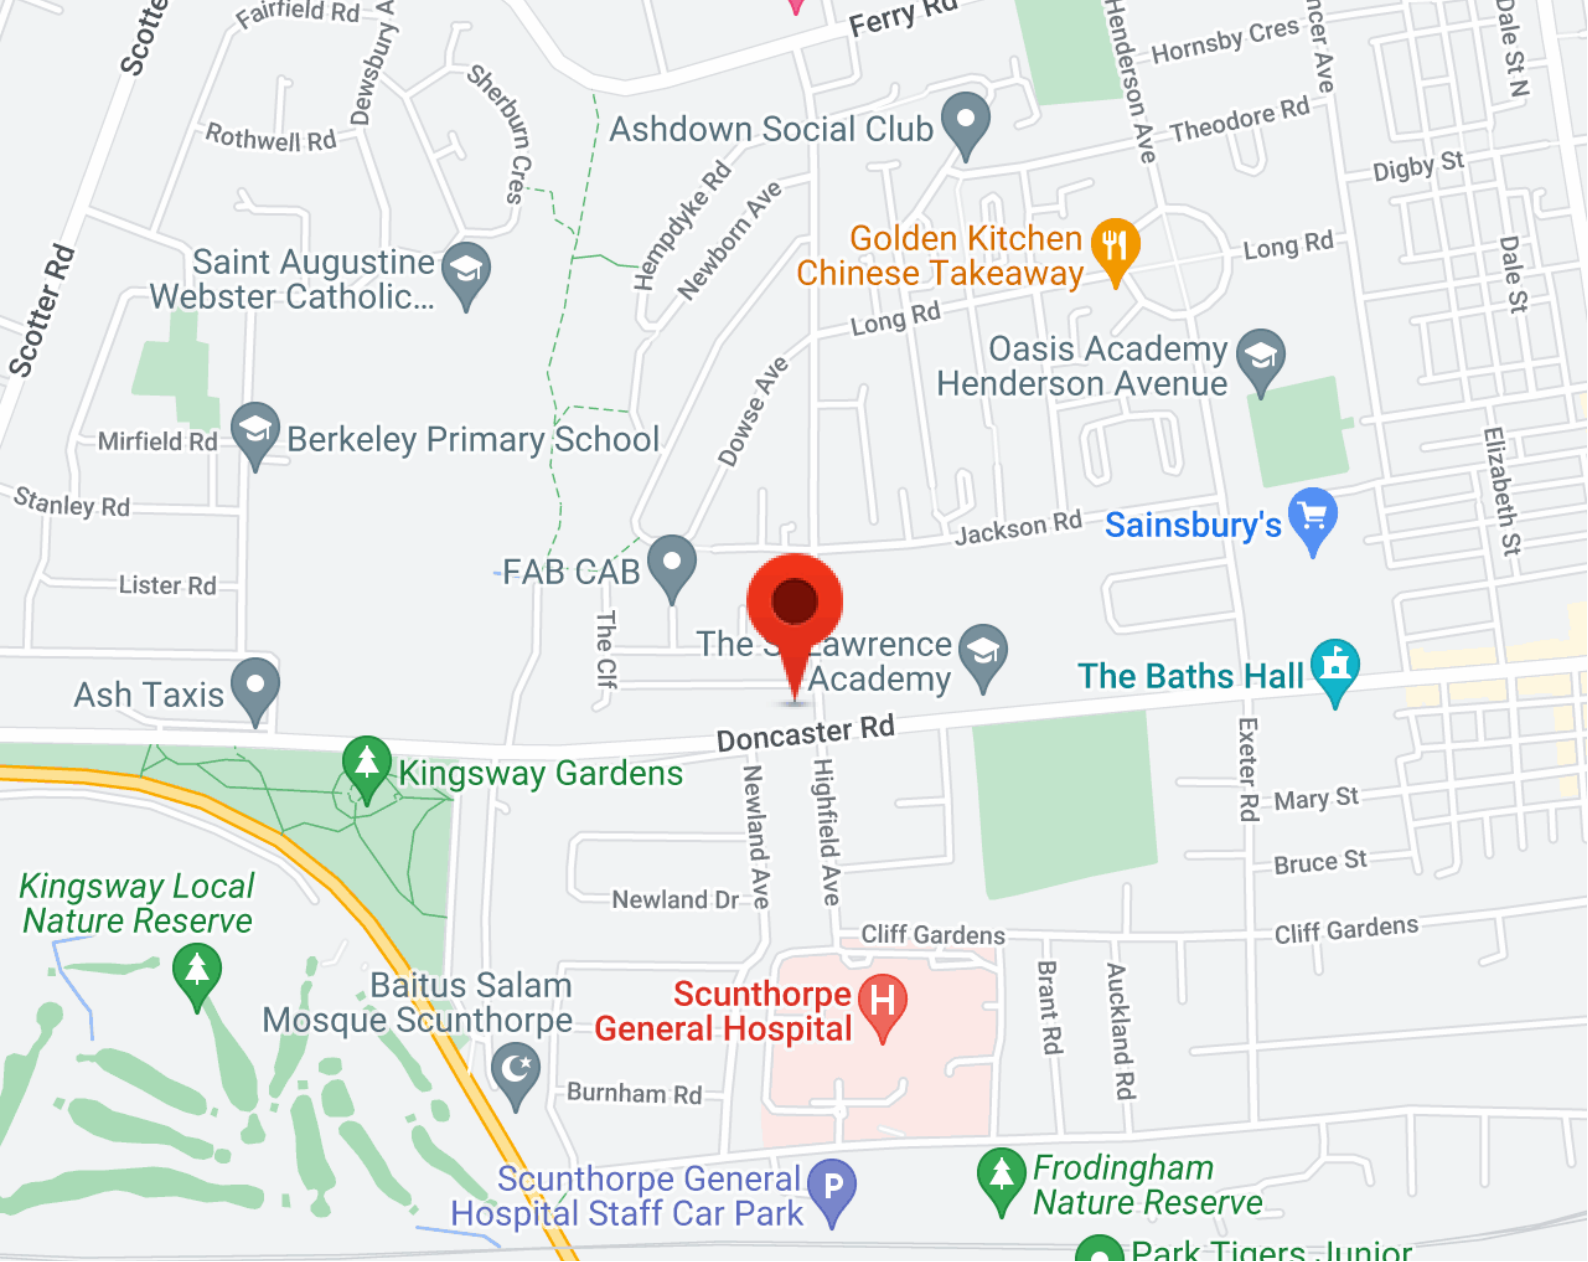 Scotte
Fairfield Rd
Dewsbury A
Ferry Rd
Henderson Ave
Hornsby Cres
ncer Ave
Dale St N
Sherburn Cres
Rothwell Rd
Ashdown Social Club
Theodore Rd
Digby St
Hempdyke Rd
Newborn Ave
Scotter Rd
Saint Augustine
Webster Catholic...
Golden Kitchen
Chinese Takeaway
Long Rd
Dale St
Long Rd
Oasis Academy
Henderson Avenue
Dowse Ave
Mirfield Rd
Berkeley Primary School
Elizabeth St
Stanley Rd
Jackson Rd
Sainsbury's
FAB CAB
Lister Rd
The Clf
The S Lawrence
Academy
The Baths Hall
Ash Taxis
Doncaster Rd
Exeter Rd
Kingsway Gardens
Newland Ave
Highfield Ave
Mary St
Bruce St
Kingsway Local
Nature Reserve
Newland Dr
Cliff Gardens
Cliff Gardens
Baitus Salam
Mosque Scunthorpe
Scunthorpe
General Hospital
H
Brant Rd
Auckland Rd
Burnham Rd
Scunthorpe General
Hospital Staff Car Park
P
Frodingham
Nature Reserve
Park Tigers Junior